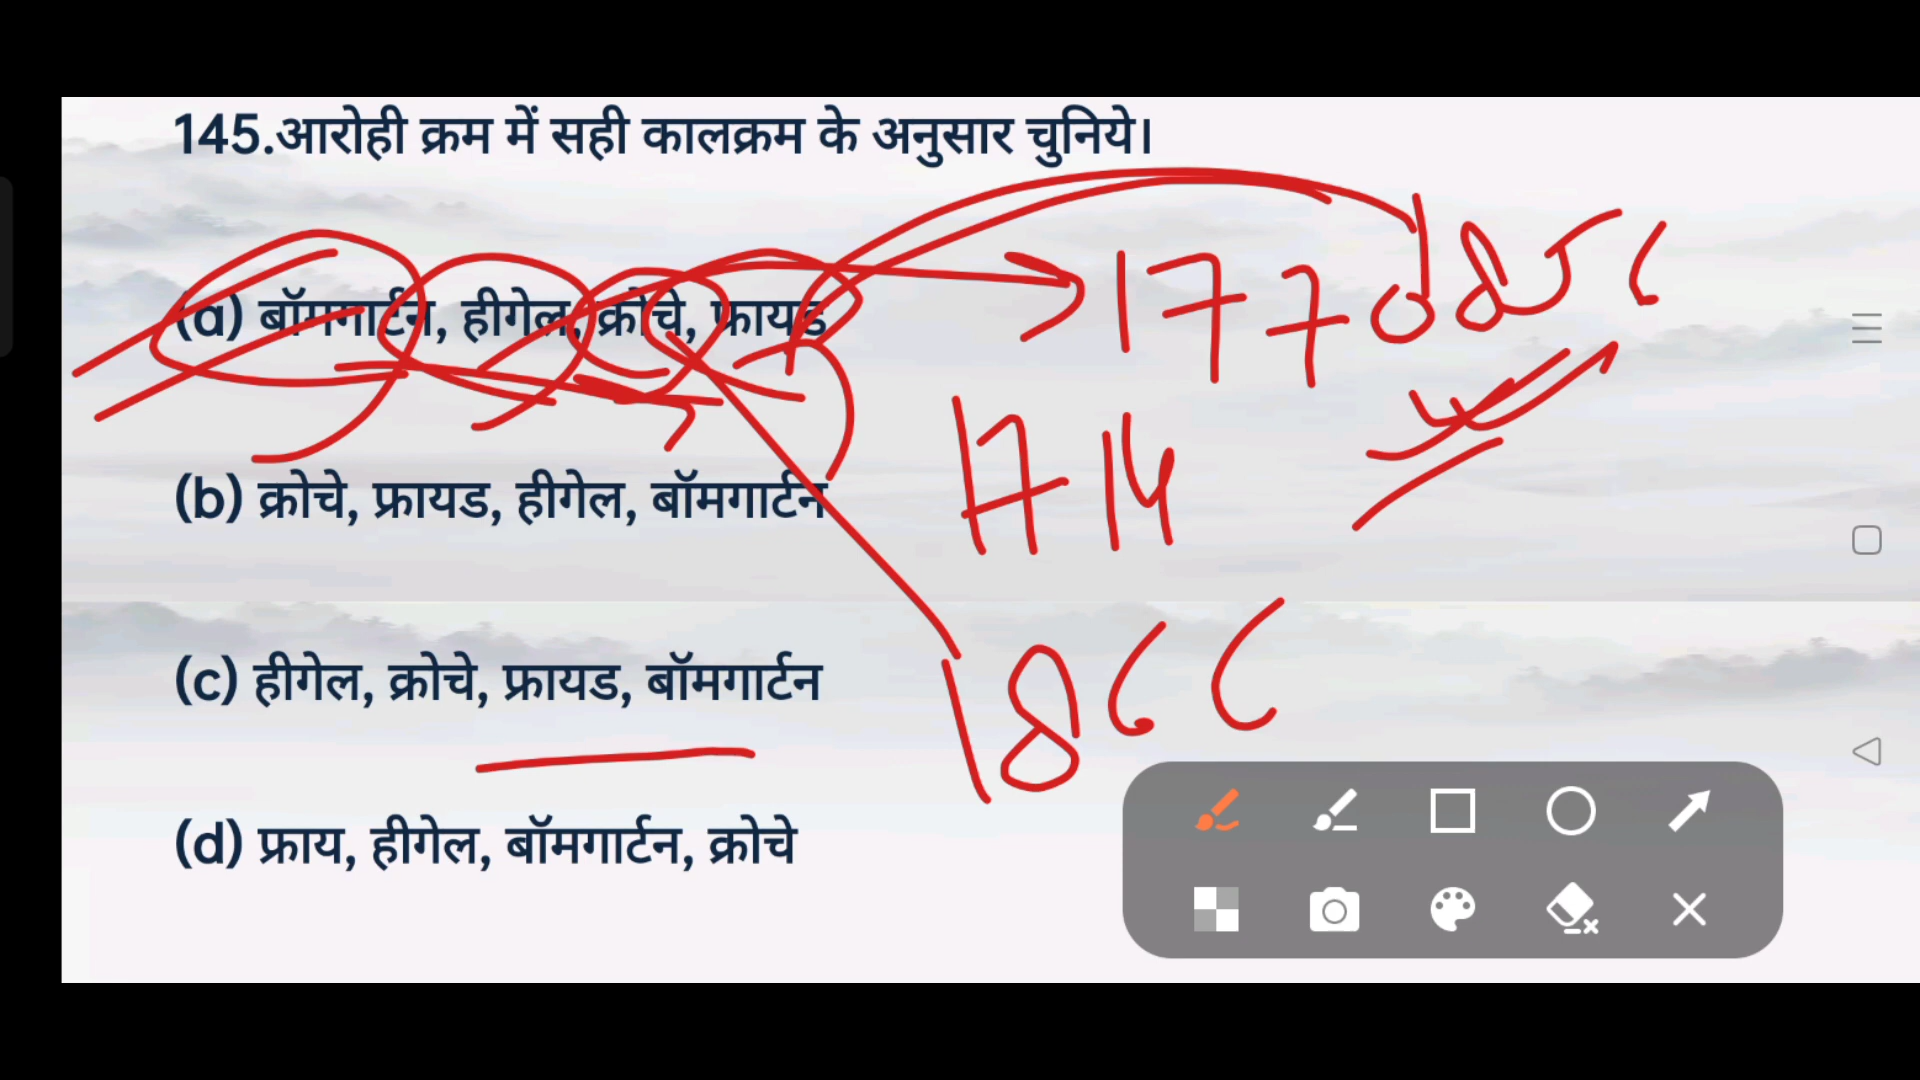 145.आरोही क्रम में सही कालक्रम के अनुसार चुनिये।
(a) बॉमगार्टन, हीगेल, क्रोचे, फ्रायड
1770 1856
1714
(b) क्रोचे, फ्रायड, हीगेल, बॉमगार्टन
(c) हीगेल, क्रोचे, फ्रायड, बॉमगार्टन
1866
(d) फ्राय, हीगेल, बॉमगार्टन, क्रोचे